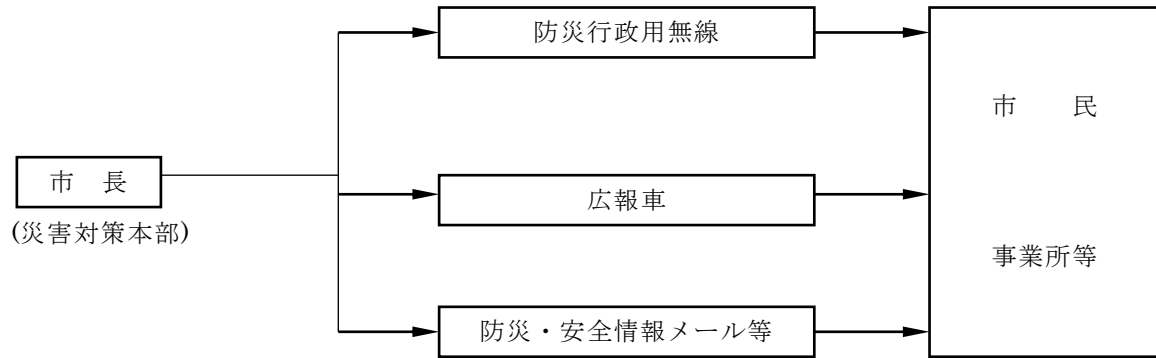 防災行政用無線
市　民
市　長
広報車
(災害対策本部)
事業所等
防災・安全情報メール等